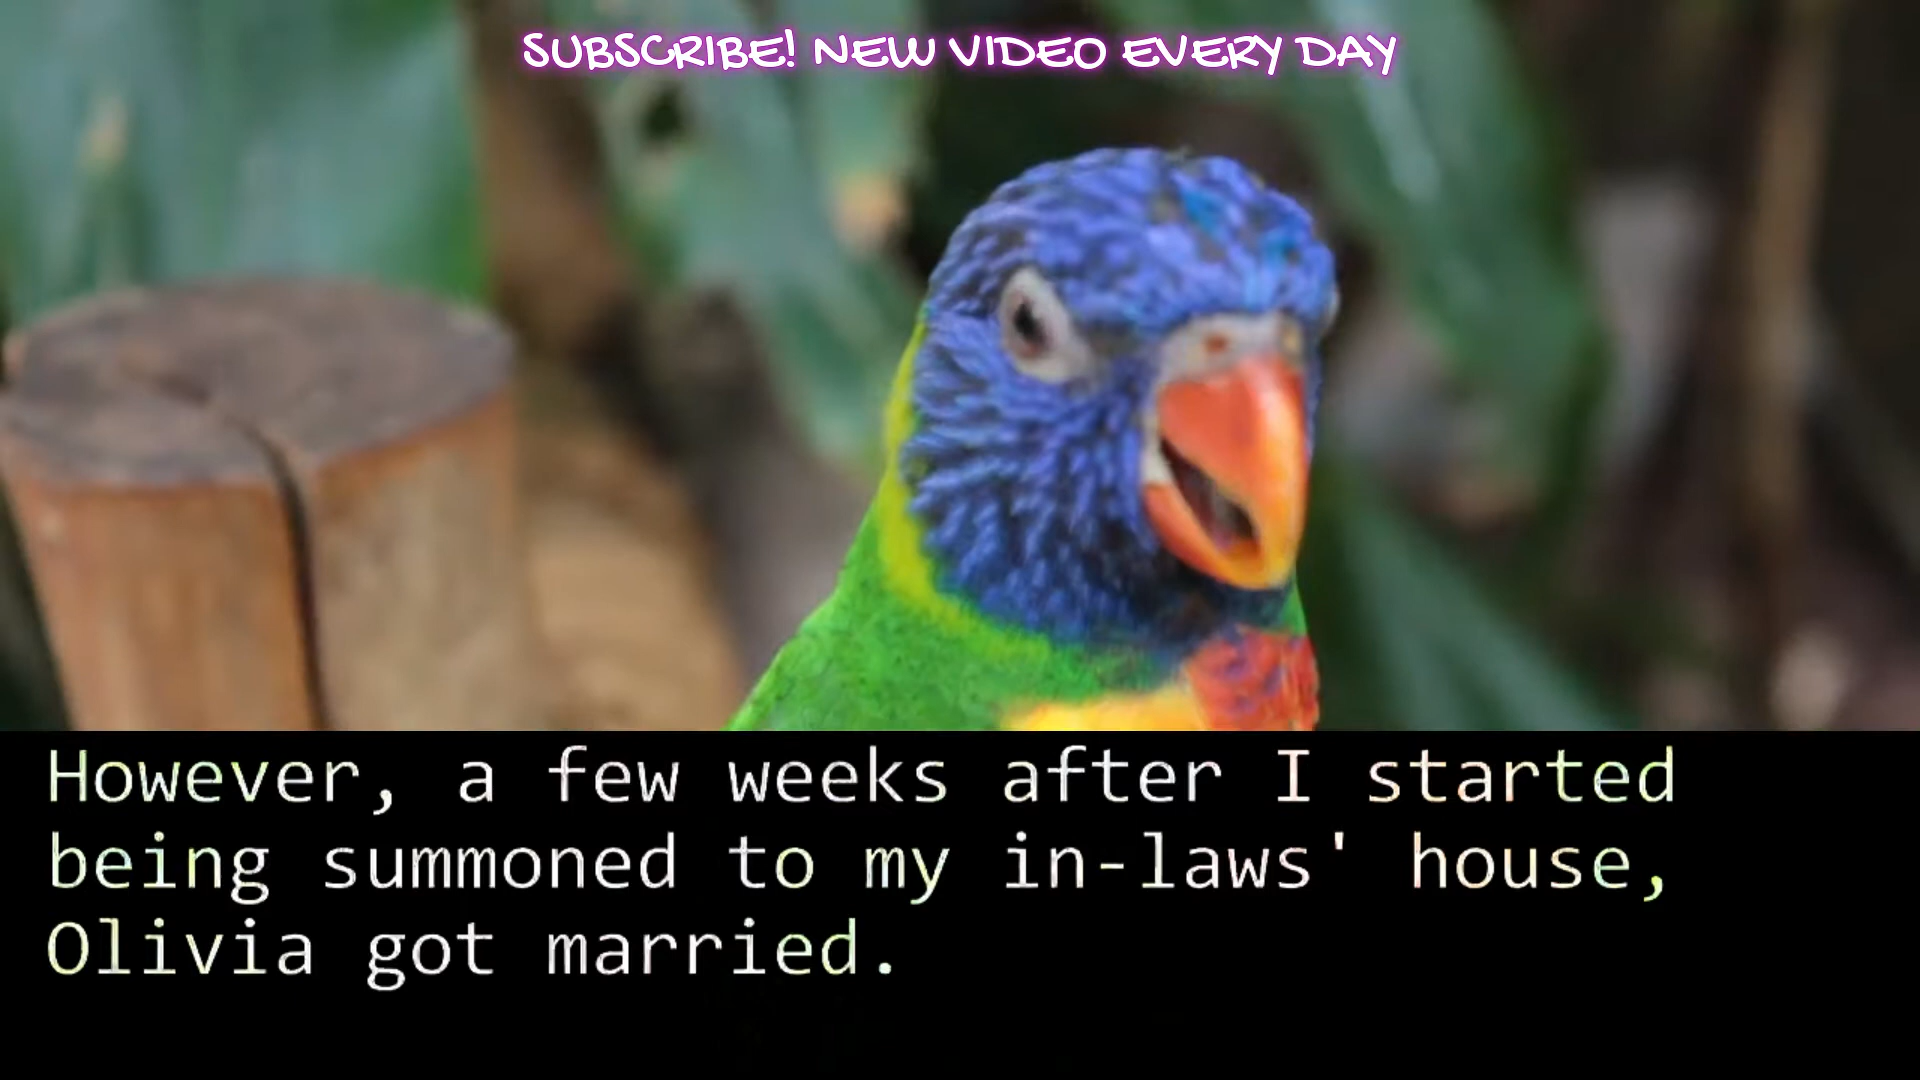 SUBSCRIBE! NEW VIDEO EVERY DAY
However, a few weeks after I started
being summoned to my in-laws' house,
Olivia got married.